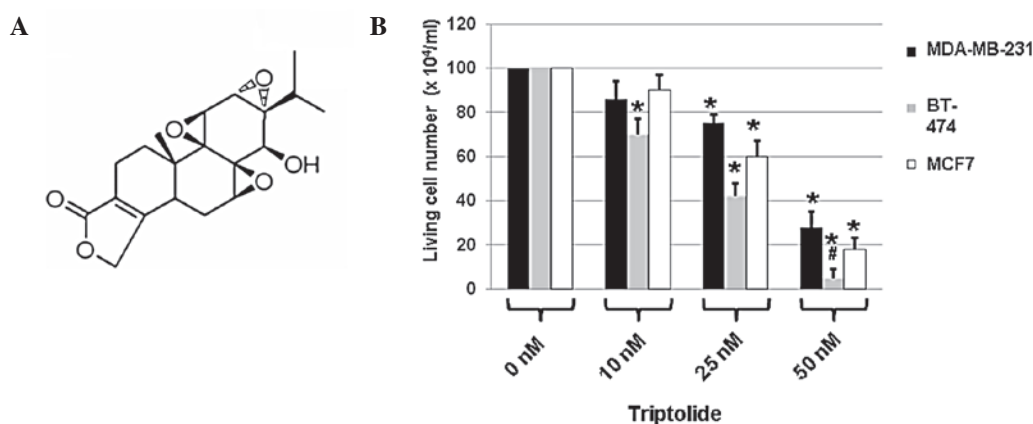 A
B
O
O
O
OH
O
O
Living cell number (x 10⁴/ml)
120
100
80
60
40
20
0
*
*
*
*
*
*
#
*
0 nM
10 nM
25 nM
50 nM
Triptolide
MDA-MB-231
BT-
474
MCF7